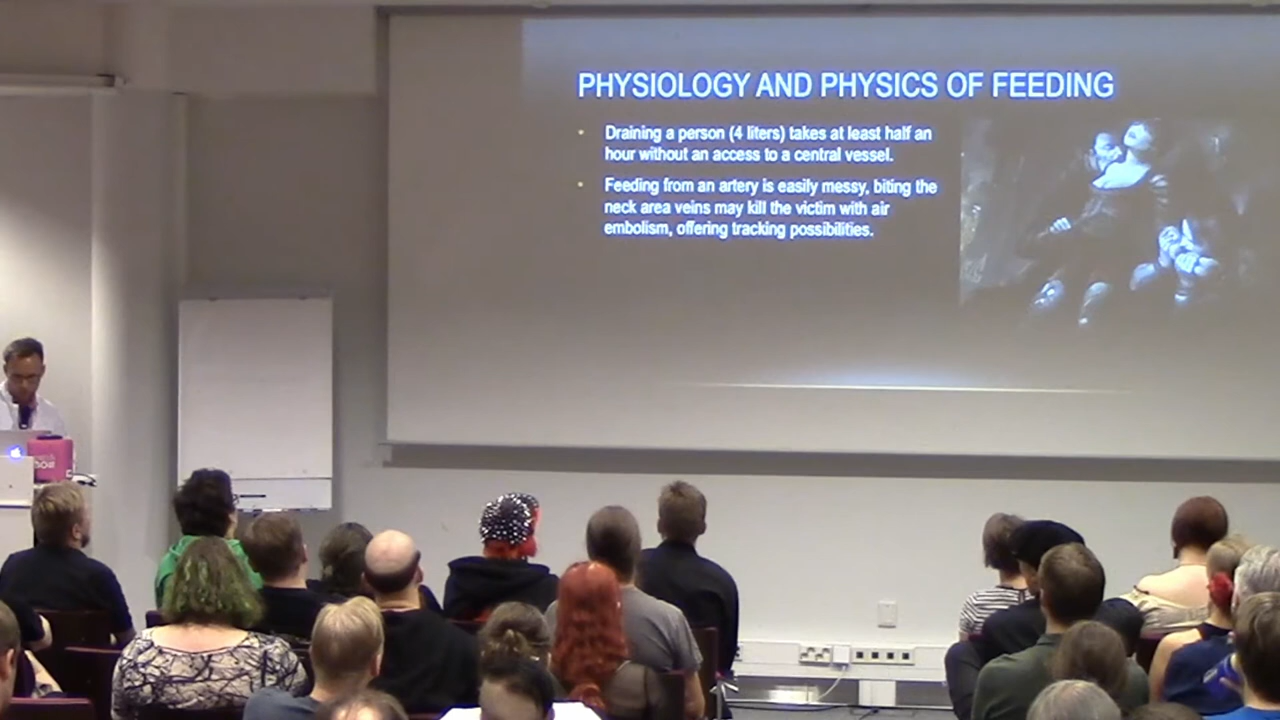 PHYSIOLOGY AND PHYSICS OF FEEDING
• Draining a person (4 liters) takes at least half an
hour without an access to a central vessel.
• Feeding from an artery is easily messy, biting the
neck area veins may kill the victim with air
embolism, offering tracking possibilities.